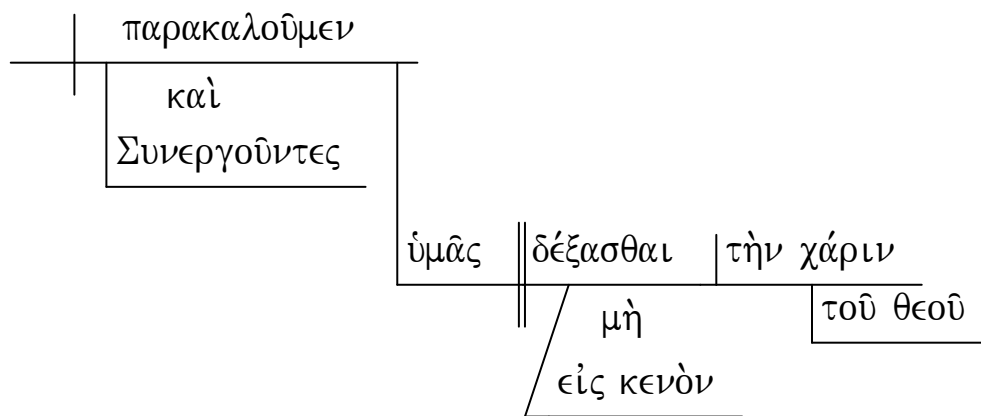 παρακαλοῦμεν
καὶ
Συνεργοῦντες
ὑμᾶς δέξασθαι τὴν χάριν
τοῦ θεοῦ
μὴ
εἰς κενὸν